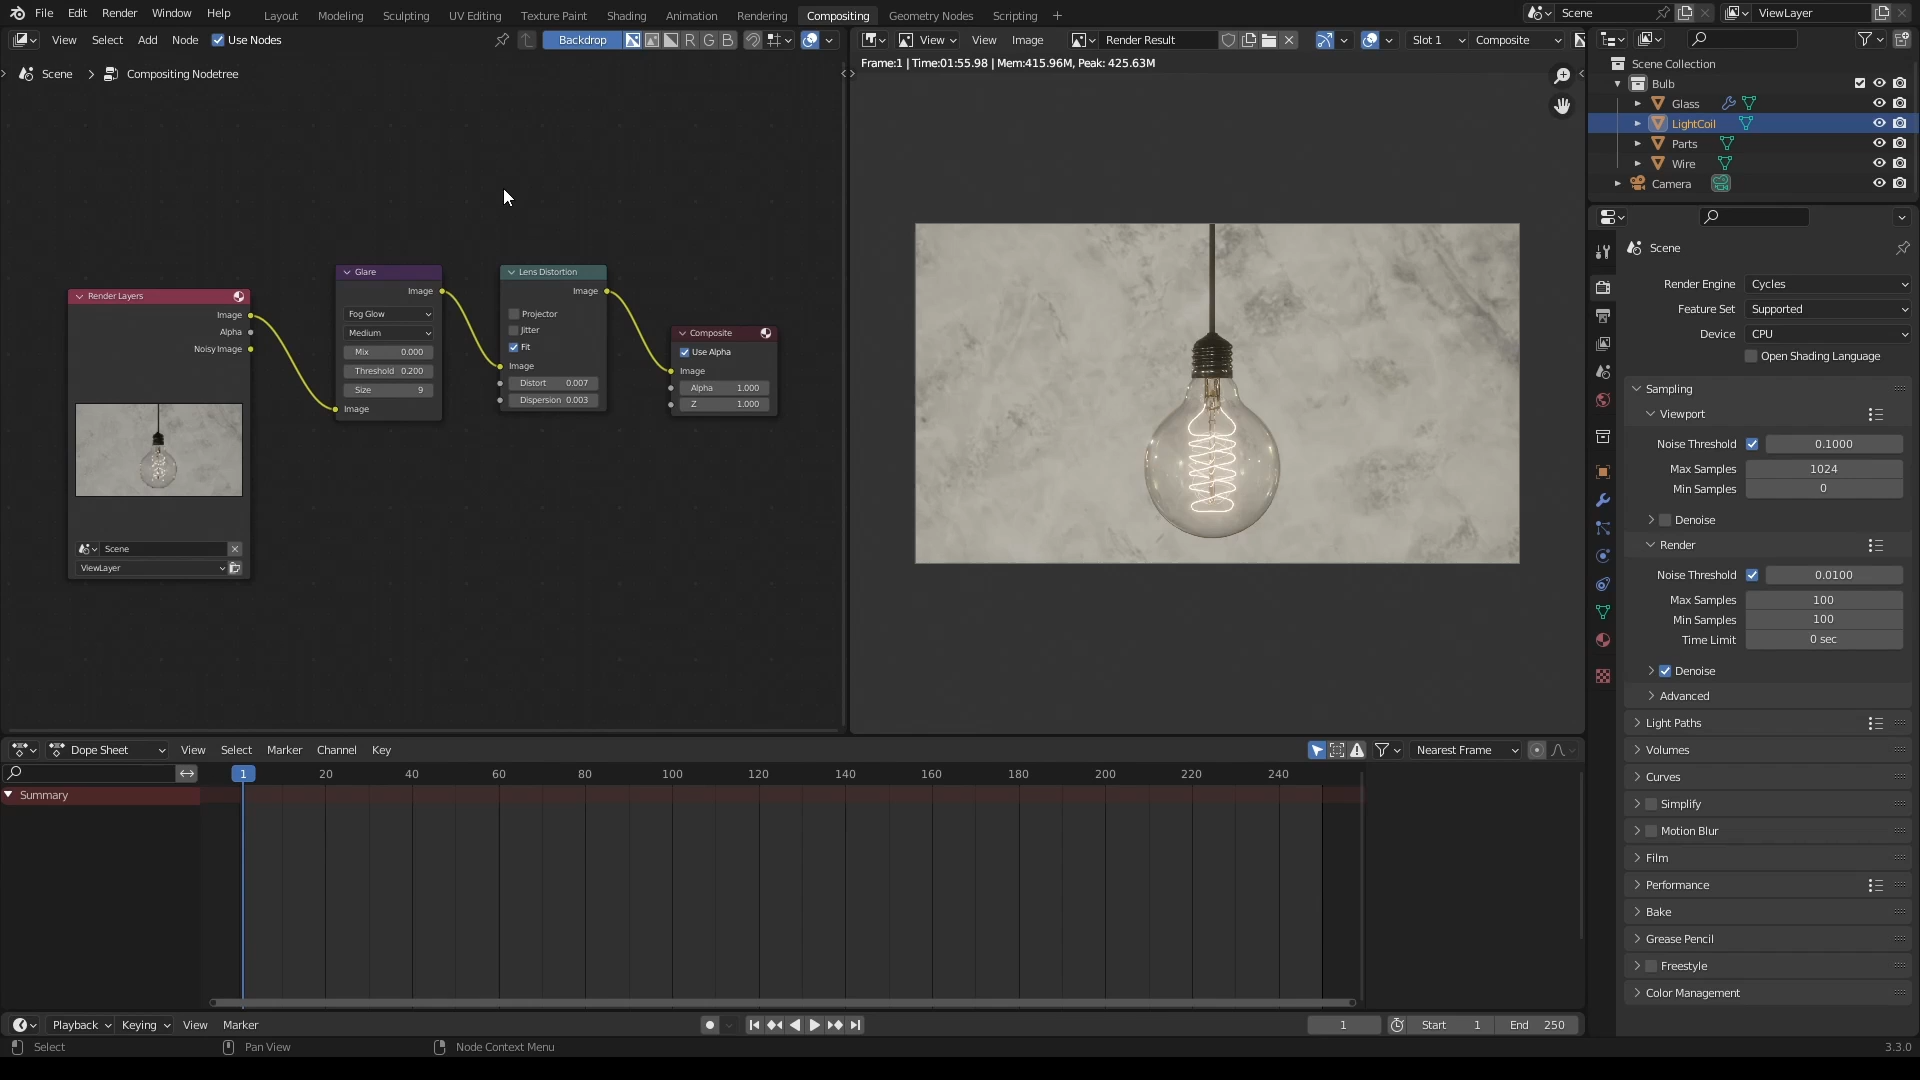 File Edit Render Window Help
Layout Modeling Sculpting UV Editing Texture Paint Shading Animation Rendering Compositing Geometry Nodes Scripting +
Scene ViewLayer
View Select Add Node Use Nodes Backdrop R G B
View View Image Render Result Slot 1 Composite
Scene > Compositing Nodetree
Frame:1 | Time:01:55.98 | Mem:415.96M, Peak: 425.63M
Scene Collection
Bulb
Glass
LightCoil
Parts
Wire
Camera
Render Layers
Image
Alpha
Noisy Image
Scene
ViewLayer
Glare
Image
Fog Glow
Medium
Mix 0.000
Threshold 0.200
Size 9
Image
Lens Distortion
Image
Projector
Jitter
Fit
Image
Distort 0.007
Dispersion 0.003
Composite
Use Alpha
Image
Alpha 1.000
Z 1.000
Scene
Render Engine Cycles
Feature Set Supported
Device CPU
Open Shading Language
Sampling
Viewport
Noise Threshold 0.1000
Max Samples 1024
Min Samples 0
Denoise
Render
Noise Threshold 0.0100
Max Samples 100
Min Samples 100
Time Limit 0 sec
Denoise
Advanced
Light Paths
Volumes
Curves
Simplify
Motion Blur
Film
Performance
Bake
Grease Pencil
Freestyle
Color Management
Dope Sheet View Select Marker Channel Key Nearest Frame
1 20 40 60 80 100 120 140 160 180 200 220 240
Summary
Playback Keying View Marker 1 Start 1 End 250
Select Pan View Node Context Menu 3.3.0